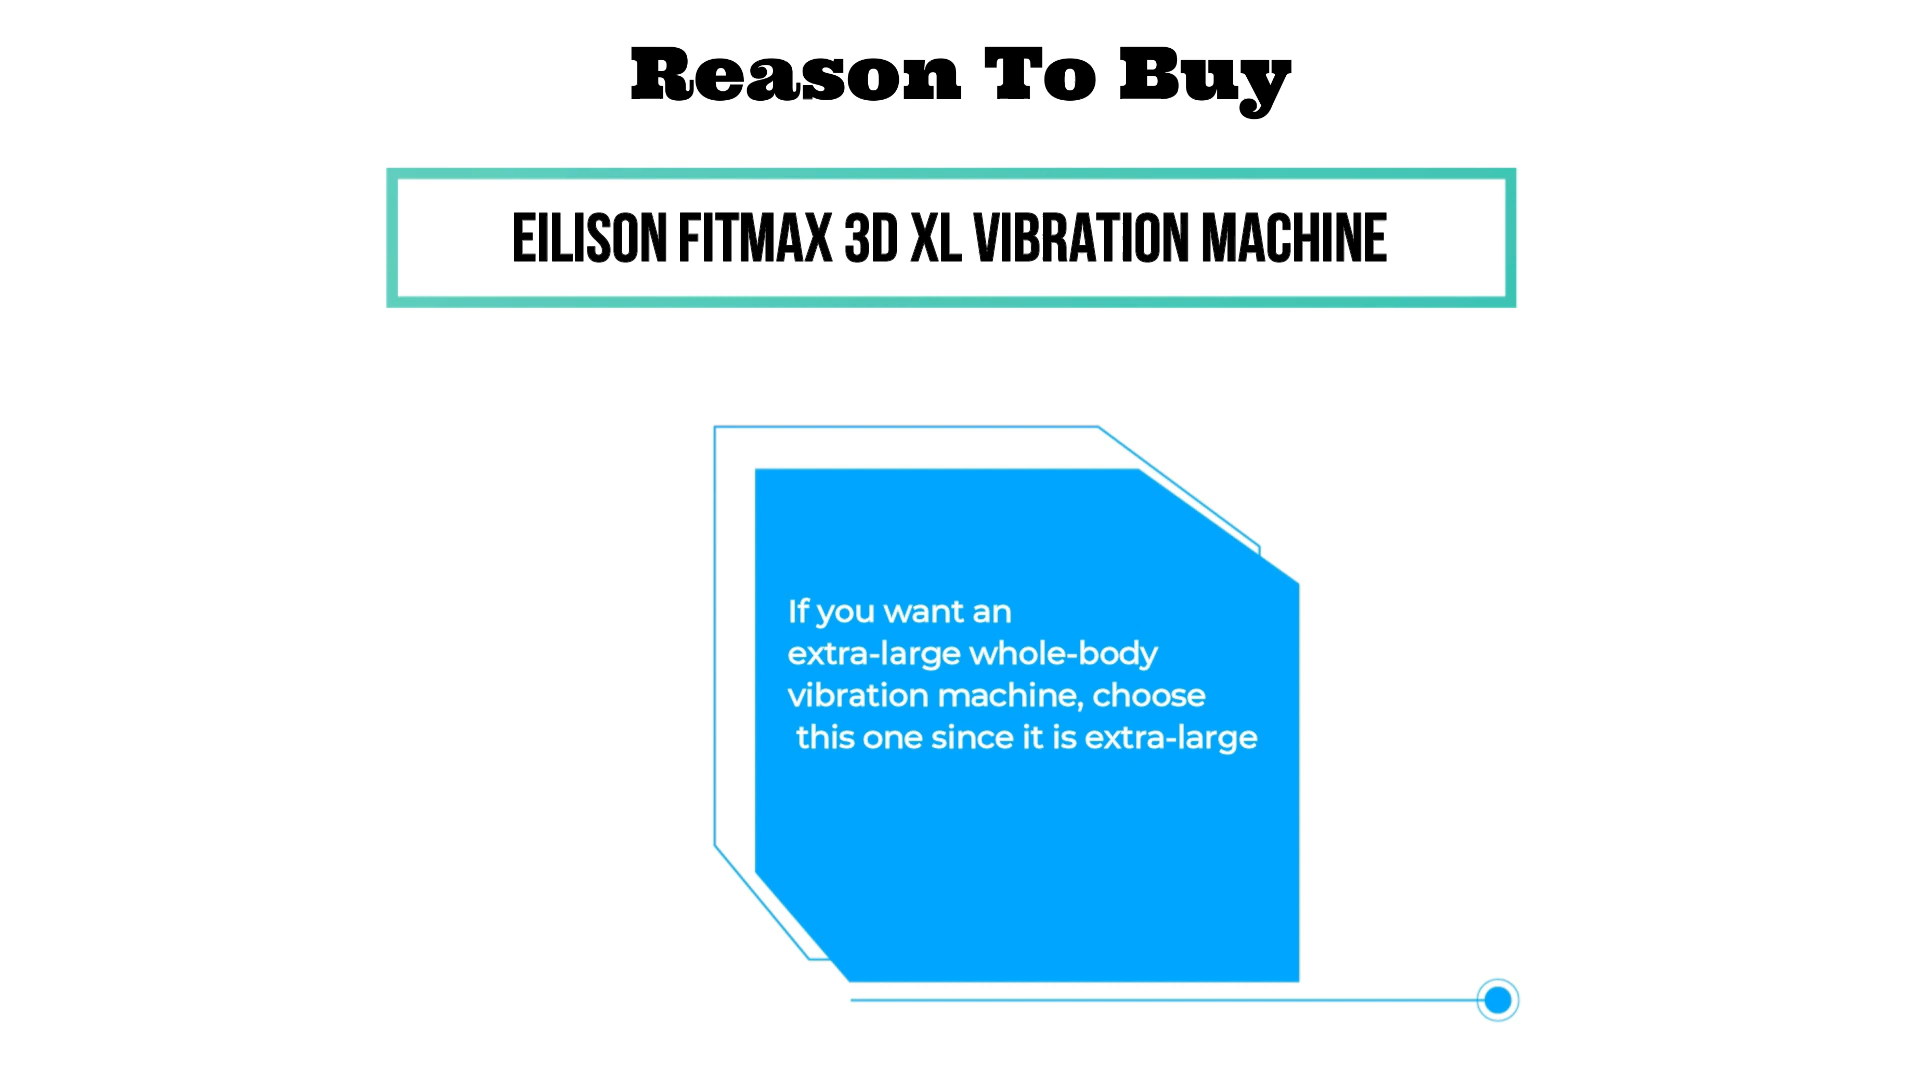 Reason To Buy
EILISON FITMAX 3D XL VIBRATION MACHINE
If you want an
extra-large whole-body
vibration machine, choose
this one since it is extra-large